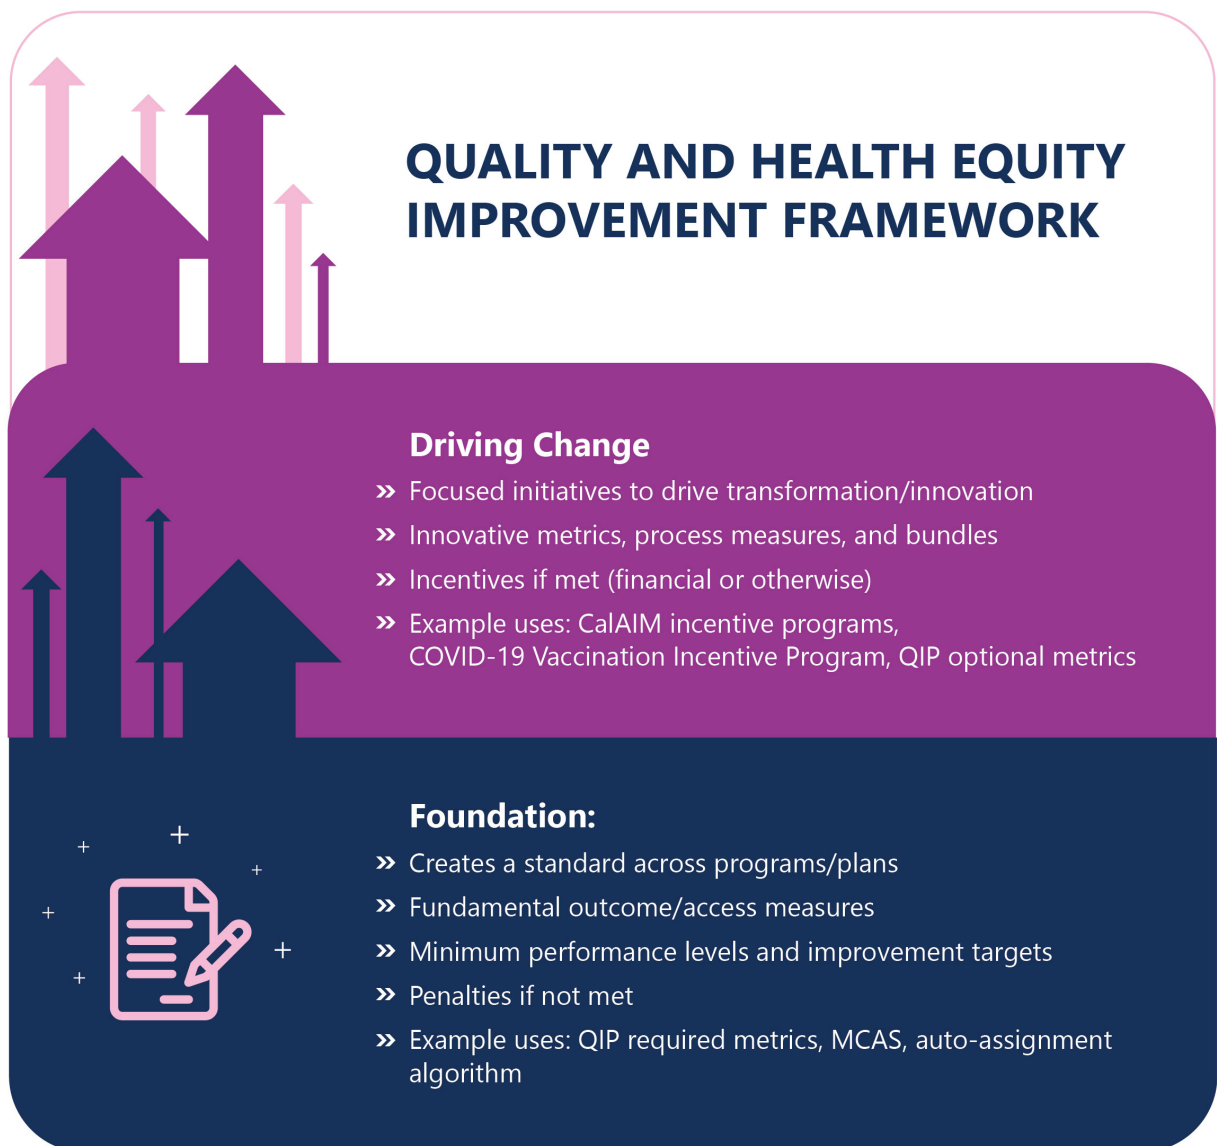 QUALITY AND HEALTH EQUITY
IMPROVEMENT FRAMEWORK
Driving Change
» Focused initiatives to drive transformation/innovation
» Innovative metrics, process measures, and bundles
» Incentives if met (financial or otherwise)
» Example uses: CalAIM incentive programs,
COVID-19 Vaccination Incentive Program, QIP optional metrics
Foundation:
» Creates a standard across programs/plans
» Fundamental outcome/access measures
» Minimum performance levels and improvement targets
» Penalties if not met
» Example uses: QIP required metrics, MCAS, auto-assignment
algorithm